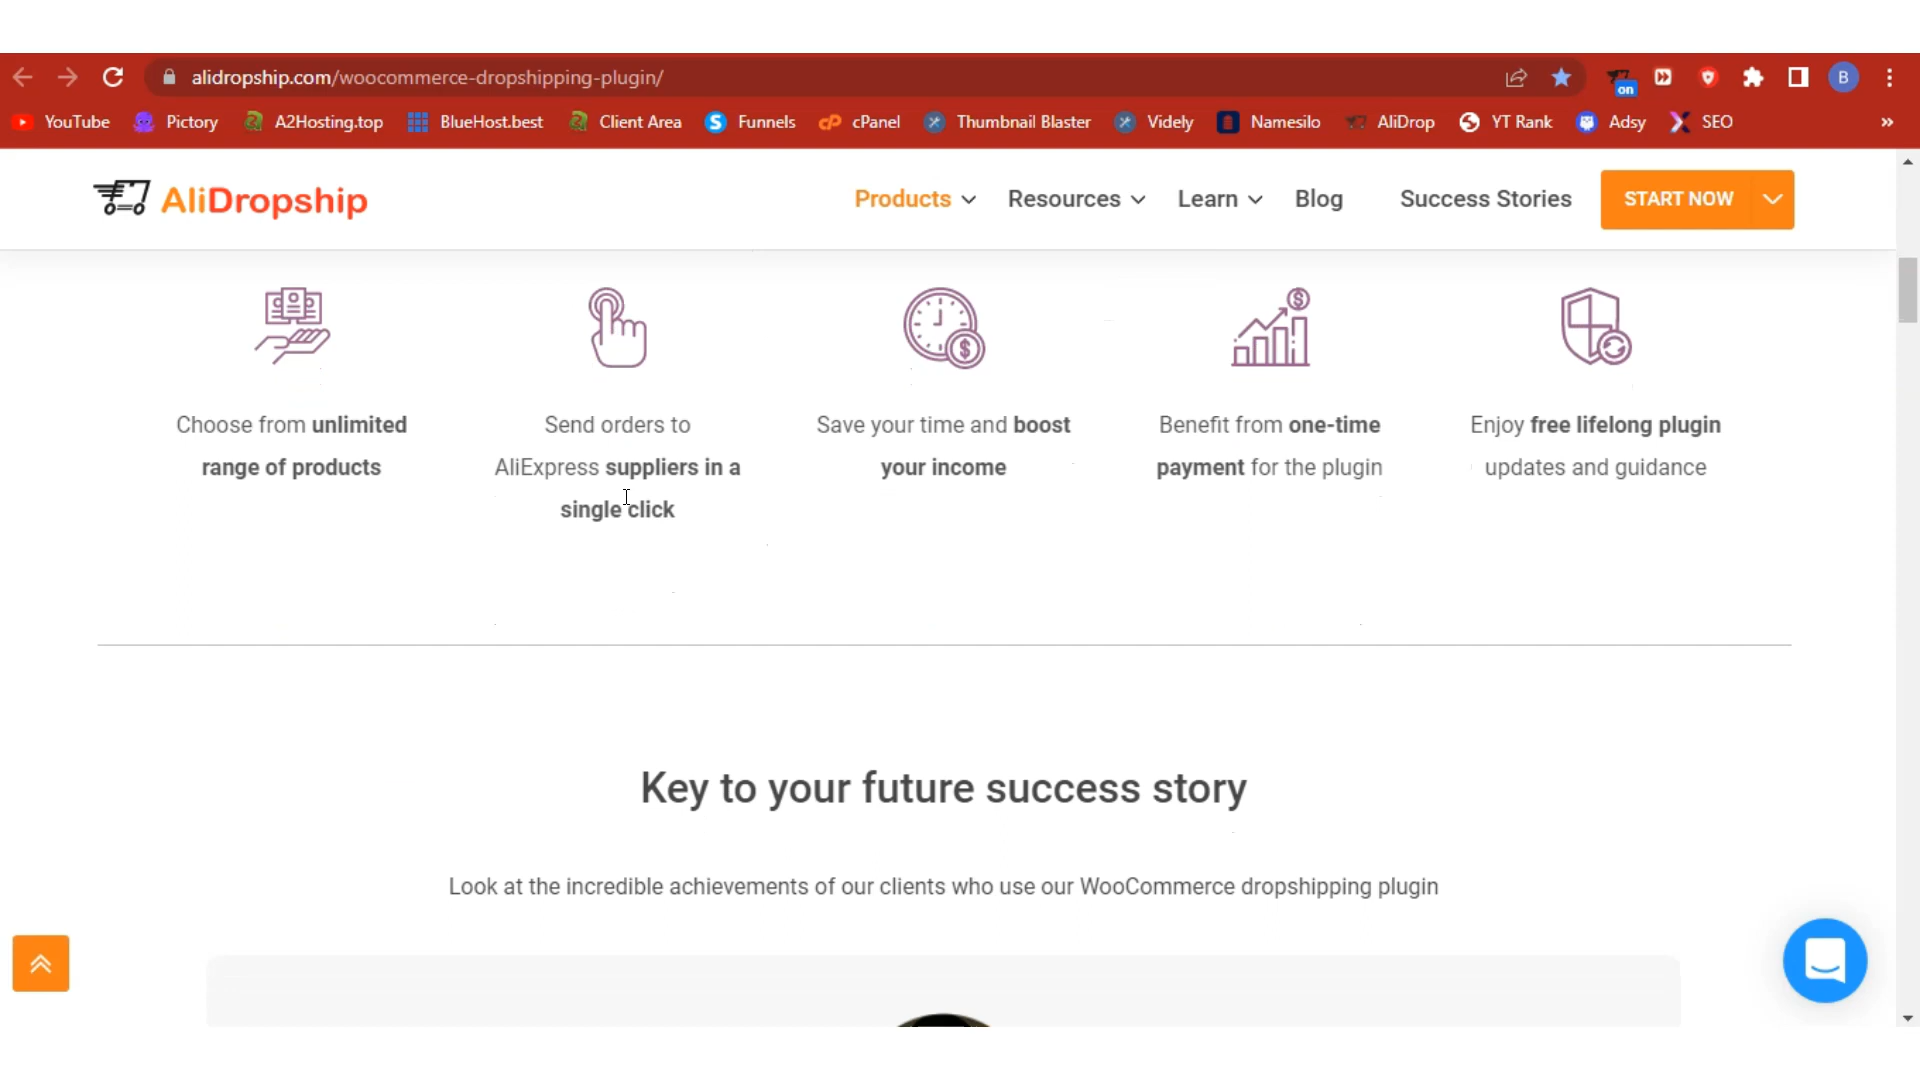 alidropship.com/woocommerce-dropshipping-plugin/
on
B
YouTube Pictory A2Hosting.top BlueHost.best Client Area Funnels cPanel Thumbnail Blaster Videly Namesilo AliDrop YT Rank Adsy SEO »
AliDropship
Products Resources Learn Blog Success Stories START NOW
Choose from unlimited
range of products
Send orders to
AliExpress suppliers in a
single click
Save your time and boost
your income
Benefit from one-time
payment for the plugin
Enjoy free lifelong plugin
updates and guidance
Key to your future success story
Look at the incredible achievements of our clients who use our WooCommerce dropshipping plugin